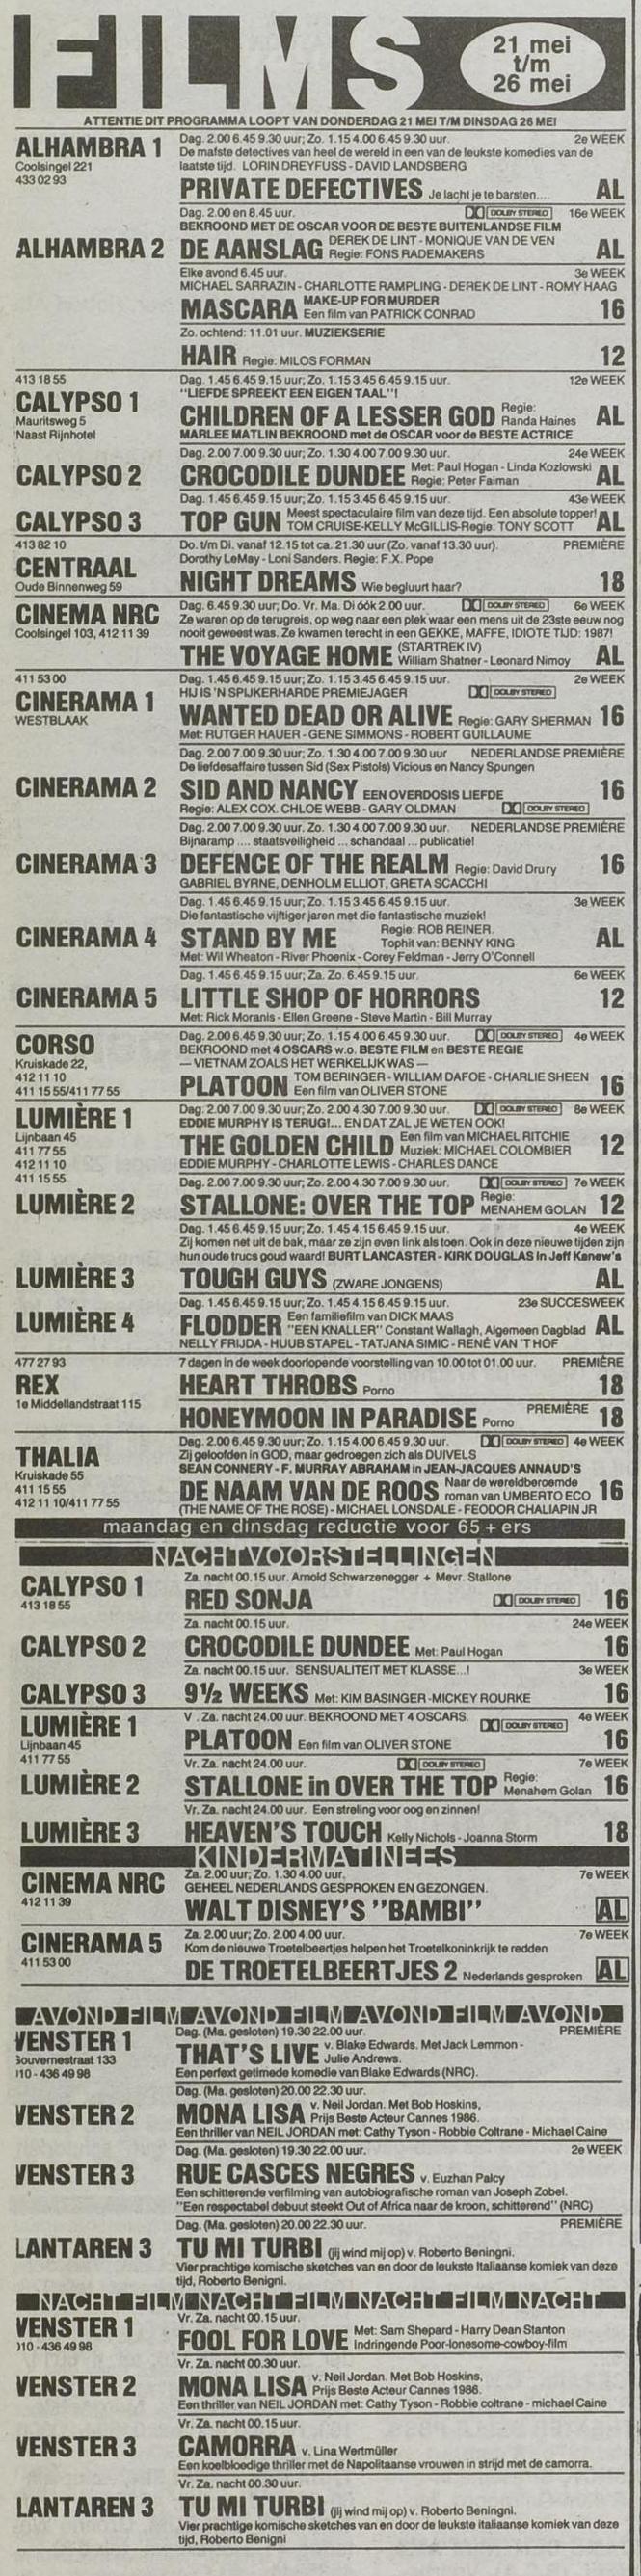 FILMS
21 mei
t/m
26 mei
ATTENTIE DIT PROGRAMMA LOOPT VAN DONDERDAG 21 MEI T/M DINSDAG 26 MEI
ALHAMBRA 1
Coolsingel 221
433 02 93
Dag. 2.00 6.45 9.30 uur; Zo. 1.15 4.00 6.45 9.30 uur. 2e WEEK
De mafste detectives van heel de wereld in een van de leukste komedies van de
laatste tijd. LORIN DREYFUSS - DAVID LANDSBERG
PRIVATE DEFECTIVES Je lacht je te barsten.... AL
Dag. 2.00 en 8.45 uur. DOLBY STEREO 16e WEEK
BEKROOND MET DE OSCAR VOOR DE BESTE BUITENLANDSE FILM
ALHAMBRA 2 DE AANSLAG DEREK DE LINT - MONIQUE VAN DE VEN AL
Regie: FONS RADEMAKERS
Elke avond 6.45 uur. 3e WEEK
MICHAEL SARRAZIN - CHARLOTTE RAMPLING - DEREK DE LINT - ROMY HAAG
MASCARA MAKE-UP FOR MURDER 16
Een film van PATRICK CONRAD
Zo. ochtend: 11.01 uur. MUZIEKSERIE
HAIR Regie: MILOS FORMAN 12
413 18 55
CALYPSO 1
Mauritsweg 5
Naast Rijnhotel
Dag. 1.45 6.45 9.15 uur; Zo. 1.15 3.45 6.45 9.15 uur. 12e WEEK
"LIEFDE SPREEKT EEN EIGEN TAAL"!
CHILDREN OF A LESSER GOD Regie: Randa Haines AL
MARLEE MATLIN BEKROOND met de OSCAR voor de BESTE ACTRICE
Dag. 2.00 7.00 9.30 uur; Zo. 1.30 4.00 7.00 9.30 uur. 24e WEEK
CALYPSO 2 CROCODILE DUNDEE Met: Paul Hogan - Linda Kozlowski AL
Regie: Peter Faiman
Dag. 1.45 6.45 9.15 uur; Zo. 1.15 3.45 6.45 9.15 uur. 43e WEEK
CALYPSO 3 TOP GUN Meest spectaculaire film van deze tijd. Een absolute topper! AL
TOM CRUISE-KELLY McGILLIS-Regie: TONY SCOTT
413 82 10
CENTRAAL
Oude Binnenweg 59
Do. t/m Di. vanaf 12.15 tot ca. 21.30 uur (Zo. vanaf 13.30 uur). PREMIÈRE
Dorothy LeMay - Loni Sanders. Regie: F.X. Pope
NIGHT DREAMS Wie begluurt haar? 18
CINEMA NRC
Coolsingel 103, 412 11 39
Dag. 6.45 9.30 uur; Do. Vr. Ma. Di óók 2.00 uur. DOLBY STEREO 6e WEEK
Ze waren op de terugreis, op weg naar een plek waar een mens uit de 23ste eeuw nog
nooit geweest was. Ze kwamen terecht in een GEKKE, MAFFE, IDIOTE TIJD: 1987!
THE VOYAGE HOME (STARTREK IV) AL
William Shatner - Leonard Nimoy
411 53 00
CINERAMA 1
WESTBLAAK
Dag. 1.45 6.45 9.15 uur; Zo. 1.15 3.45 6.45 9.15 uur. 2e WEEK
HIJ IS 'N SPIJKERHARDE PREMIEJAGER DOLBY STEREO
WANTED DEAD OR ALIVE Regie: GARY SHERMAN 16
Met: RUTGER HAUER - GENE SIMMONS - ROBERT GUILLAUME
Dag. 2.00 7.00 9.30 uur; Zo. 1.30 4.00 7.00 9.30 uur NEDERLANDSE PREMIÈRE
De liefdesaffaire tussen Sid (Sex Pistols) Vicious en Nancy Spungen
CINERAMA 2 SID AND NANCY EEN OVERDOSIS LIEFDE 16
Regie: ALEX COX. CHLOE WEBB - GARY OLDMAN DOLBY STEREO
Dag. 2.00 7.00 9.30 uur. Zo. 1.30 4.00 7.00 9.30 uur. NEDERLANDSE PREMIÈRE
Bijnaramp .... staatsveiligheid ... schandaal ... publicatie!
CINERAMA 3 DEFENCE OF THE REALM Regie: David Drury 16
GABRIEL BYRNE, DENHOLM ELLIOT, GRETA SCACCHI
Dag. 1.45 6.45 9.15 uur; Zo. 1.15 3.45 6.45 9.15 uur. 3e WEEK
Die fantastische vijftiger jaren met die fantastische muziek!
CINERAMA 4 STAND BY ME Regie: ROB REINER. AL
Tophit van: BENNY KING
Met: Wil Wheaton - River Phoenix - Corey Feldman - Jerry O'Connell
Dag. 1.45 6.45 9.15 uur; Za. Zo. 6.45 9.15 uur. 6e WEEK
CINERAMA 5 LITTLE SHOP OF HORRORS 12
Met: Rick Moranis - Ellen Greene - Steve Martin - Bill Murray
CORSO
Kruiskade 22,
412 11 10
411 15 55/411 77 55
Dag. 2.00 6.45 9.30 uur; Zo. 1.15 4.00 6.45 9.30 uur. DOLBY STEREO 4e WEEK
BEKROOND met 4 OSCARS w.o. BESTE FILM en BESTE REGIE
— VIETNAM ZOALS HET WERKELIJK WAS —
PLATOON TOM BERINGER - WILLIAM DAFOE - CHARLIE SHEEN 16
Een film van OLIVER STONE
LUMIÈRE 1
Lijnbaan 45
411 77 55
412 11 10
411 15 55
Dag. 2.00 7.00 9.30 uur; Zo. 2.00 4.30 7.00 9.30 uur. DOLBY STEREO 8e WEEK
EDDIE MURPHY IS TERUG!... EN DAT ZAL JE WETEN OOK!
THE GOLDEN CHILD Een film van MICHAEL RITCHIE 12
Muziek: MICHAEL COLOMBIER
EDDIE MURPHY - CHARLOTTE LEWIS - CHARLES DANCE
Dag. 2.00 7.00 9.30 uur; Zo. 2.00 4.30 7.00 9.30 uur. DOLBY STEREO 7e WEEK
LUMIÈRE 2 STALLONE: OVER THE TOP Regie: MENAHEM GOLAN 12
Dag. 1.45 6.45 9.15 uur; Zo. 1.45 4.15 6.45 9.15 uur. 4e WEEK
Zij komen net uit de bak, maar ze zijn even link als toen. Ook in deze nieuwe tijden zijn
hun oude trucs goud waard! BURT LANCASTER - KIRK DOUGLAS in Jeff Kanew's
LUMIÈRE 3 TOUGH GUYS (ZWARE JONGENS) AL
Dag. 1.45 6.45 9.15 uur; Zo. 1.45 4.15 6.45 9.15 uur. 23e SUCCESWEEK
LUMIÈRE 4 FLODDER Een familiefilm van DICK MAAS AL
"EEN KNALLER" Constant Wallagh, Algemeen Dagblad
NELLY FRIJDA - HUUB STAPEL - TATJANA SIMIC - RENÉ VAN 'T HOF
477 27 93
REX
1e Middellandstraat 115
7 dagen in de week doorlopende voorstelling van 10.00 tot 01.00 uur. PREMIÈRE
HEART THROBS Porno 18
HONEYMOON IN PARADISE Porno PREMIÈRE 18
THALIA
Kruiskade 55
411 15 55
412 11 10/411 77 55
Dag. 2.00 6.45 9.30 uur; Zo. 1.15 4.00 6.45 9.30 uur. DOLBY STEREO 4e WEEK
Zij geloofden in GOD, maar gedroegen zich als DUIVELS
SEAN CONNERY - F. MURRAY ABRAHAM in JEAN-JACQUES ANNAUD'S
DE NAAM VAN DE ROOS Naar de wereldberoemde roman van UMBERTO ECO 16
(THE NAME OF THE ROSE) - MICHAEL LONSDALE - FEODOR CHALIAPIN JR
maandag en dinsdag reductie voor 65 + ers
NACHTVOORSTELLINGEN
CALYPSO 1
413 18 55
Za. nacht 00.15 uur. Arnold Schwarzenegger + Mevr. Stallone
RED SONJA DOLBY STEREO 16
Za. nacht 00.15 uur. 24e WEEK
CALYPSO 2 CROCODILE DUNDEE Met: Paul Hogan 16
Za. nacht 00.15 uur. SENSUALITEIT MET KLASSE...! 3e WEEK
CALYPSO 3 9½ WEEKS Met: KIM BASINGER - MICKEY ROURKE 16
LUMIÈRE 1
Lijnbaan 45
411 77 55
V . Za. nacht 24.00 uur. BEKROOND MET 4 OSCARS. DOLBY STEREO 4e WEEK
PLATOON Een film van OLIVER STONE 16
Vr. Za. nacht 24.00 uur. DOLBY STEREO 7e WEEK
LUMIÈRE 2 STALLONE in OVER THE TOP Regie: Menahem Golan 16
Vr. Za. nacht 24.00 uur. Een streling voor oog en zinnen!
LUMIÈRE 3 HEAVEN'S TOUCH Kelly Nichols - Joanna Storm 18
KINDERMATINEES
CINEMA NRC
412 11 39
Za. 2.00 uur; Zo. 1.30 4.00 uur. 7e WEEK
GEHEEL NEDERLANDS GESPROKEN EN GEZONGEN.
WALT DISNEY'S "BAMBI" AL
CINERAMA 5
411 53 00
Za. 2.00 uur; Zo. 2.00 4.00 uur. 7e WEEK
Kom de nieuwe Troetelbeertjes helpen het Troetelkoninkrijk te redden
DE TROETELBEERTJES 2 Nederlands gesproken AL
AVOND FILM AVOND FILM AVOND FILM AVOND
VENSTER 1
Gouvernestraat 133
010 - 436 49 98
Dag. (Ma. gesloten) 19.30 22.00 uur. PREMIÈRE
THAT'S LIVE v. Blake Edwards. Met Jack Lemmon -
Julie Andrews.
Een perfext getimede komedie van Blake Edwards (NRC).
Dag. (Ma. gesloten) 20.00 22.30 uur.
VENSTER 2 MONA LISA v. Neil Jordan. Met Bob Hoskins,
Prijs Beste Acteur Cannes 1986.
Een thriller van NEIL JORDAN met: Cathy Tyson - Robbie Coltrane - Michael Caine
Dag. (Ma. gesloten) 19.30 22.00 uur. 2e WEEK
VENSTER 3 RUE CASCES NEGRES v. Euzhan Palcy
Een schitterende verfilming van autobiografische roman van Joseph Zobel.
"Een respectabel debuut steekt Out of Africa naar de kroon, schitterend" (NRC)
Dag. (Ma. gesloten) 20.00 22.30 uur. PREMIÈRE
LANTAREN 3 TU MI TURBI (jij wind mij op) v. Roberto Beningni.
Vier prachtige komische sketches van en door de leukste Italiaanse komiek van deze
tijd, Roberto Benigni.
NACHT FILM NACHT FILM NACHT FILM NACHT
VENSTER 1
010 - 436 49 98
Vr. Za. nacht 00.15 uur.
FOOL FOR LOVE Met: Sam Shepard - Harry Dean Stanton
Indringende Poor-lonesome-cowboy-film
Vr. Za. nacht 00.30 uur.
VENSTER 2 MONA LISA v. Neil Jordan. Met Bob Hoskins,
Prijs Beste Acteur Cannes 1986.
Een thriller van NEIL JORDAN met: Cathy Tyson - Robbie coltrane - michael Caine
Vr. Za. nacht 00.15 uur.
VENSTER 3 CAMORRA v. Lina Wertmüller
Een koelbloedige thriller met de Napolitaanse vrouwen in strijd met de camorra.
Vr. Za. nacht 00.30 uur.
LANTAREN 3 TU MI TURBI (jij wind mij op) v. Roberto Beningni.
Vier prachtige komische sketches van en door de leukste italiaanse komiek van deze
tijd, Roberto Benigni